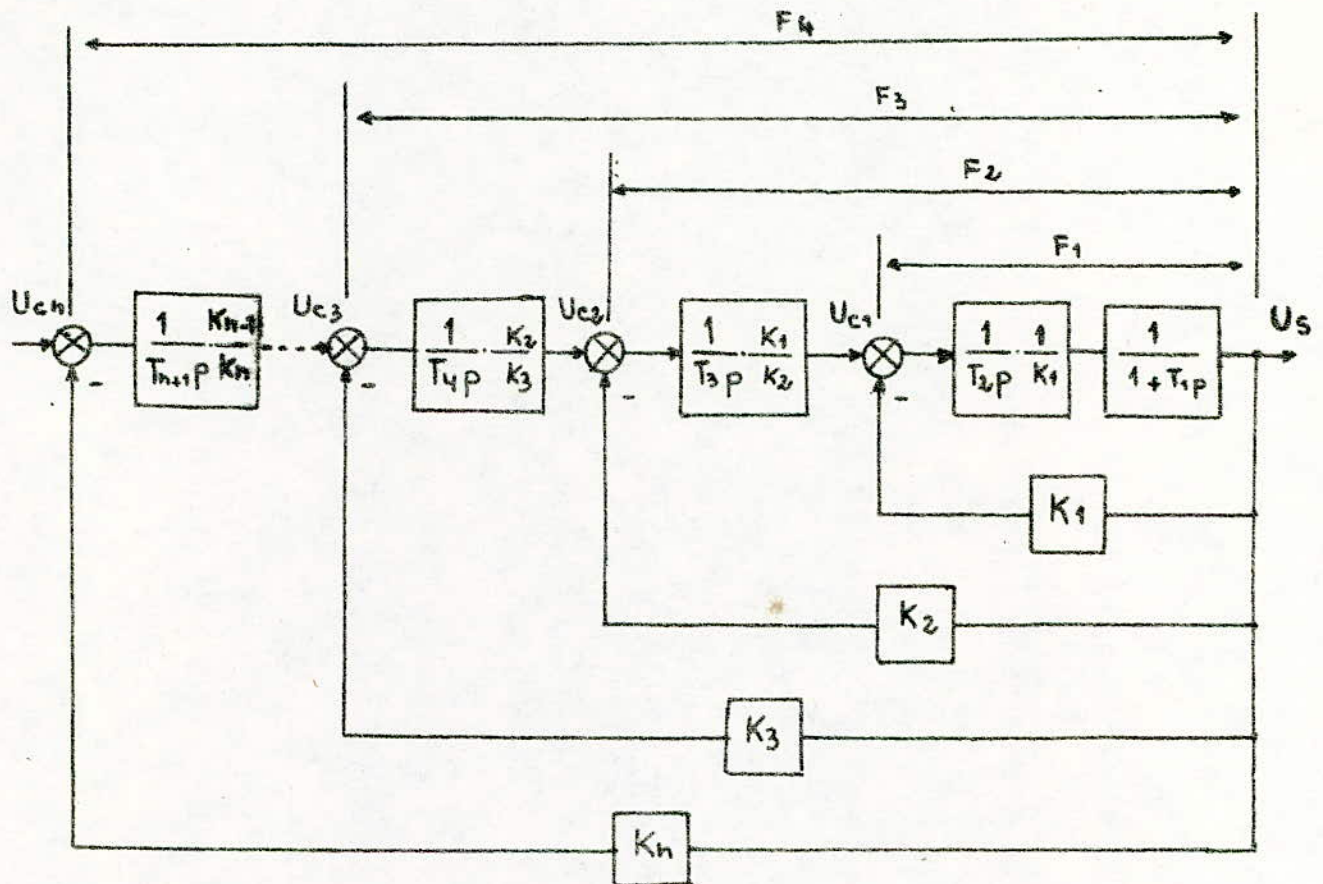 F4
F3
F2
F1
Ucn
1/Tn+1p · Kn-1/Kn
Uc3
1/T4p · K2/K3
Uc2
1/T3p · K1/K2
Uc1
1/T2p · 1/K1
1/1+T1p
Us
-
-
-
-
K1
K2
K3
Kn